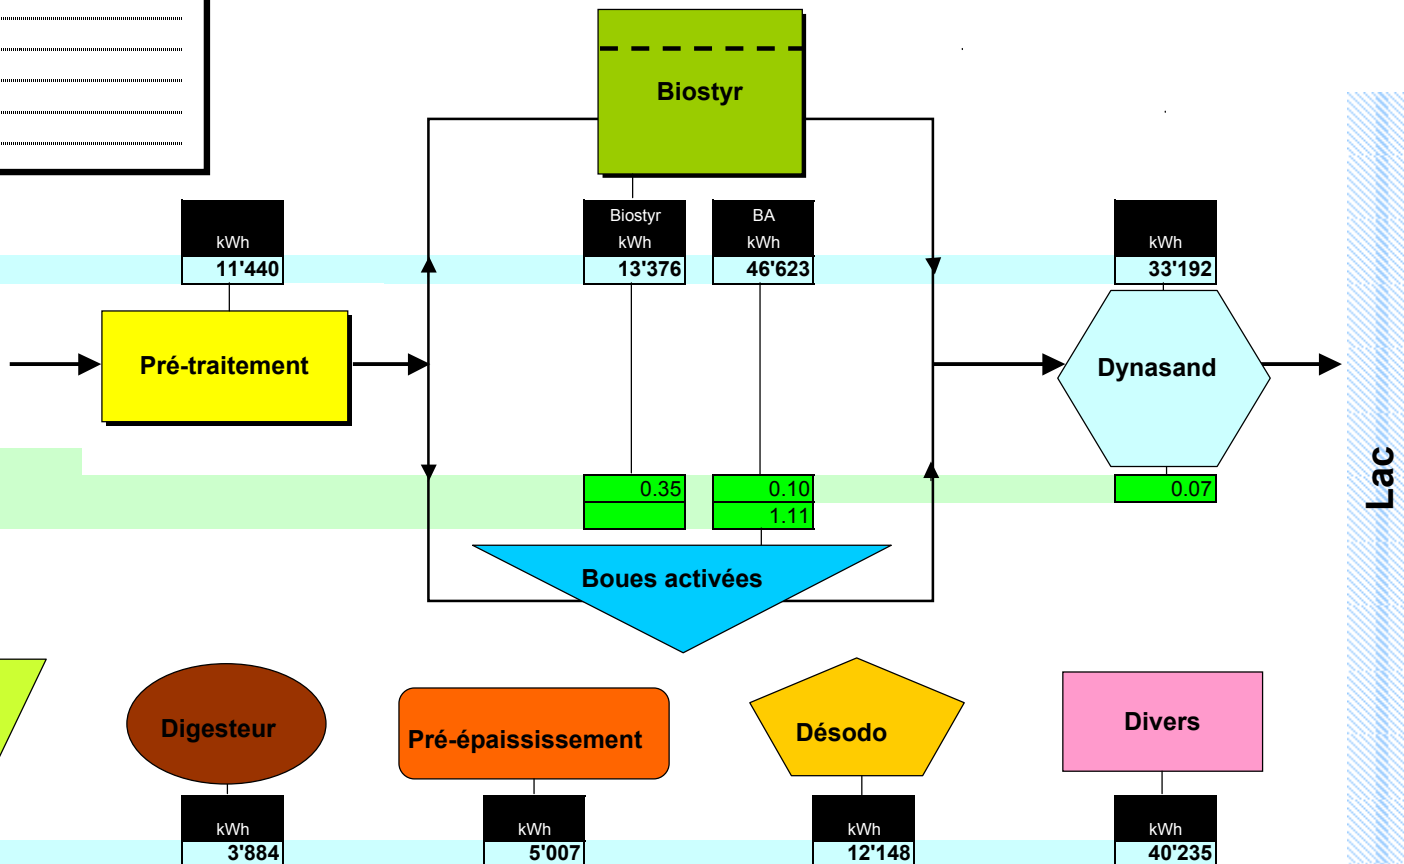 Biostyr
Biostyr
BA
kWh
kWh
kWh
kWh
11'440
13'376
46'623
33'192
Pré-traitement
Dynasand
0.35
0.10
0.07
1.11
Lac
Boues activées
Digesteur
Pré-épaississement
Désodo
Divers
kWh
kWh
kWh
kWh
3'884
5'007
12'148
40'235